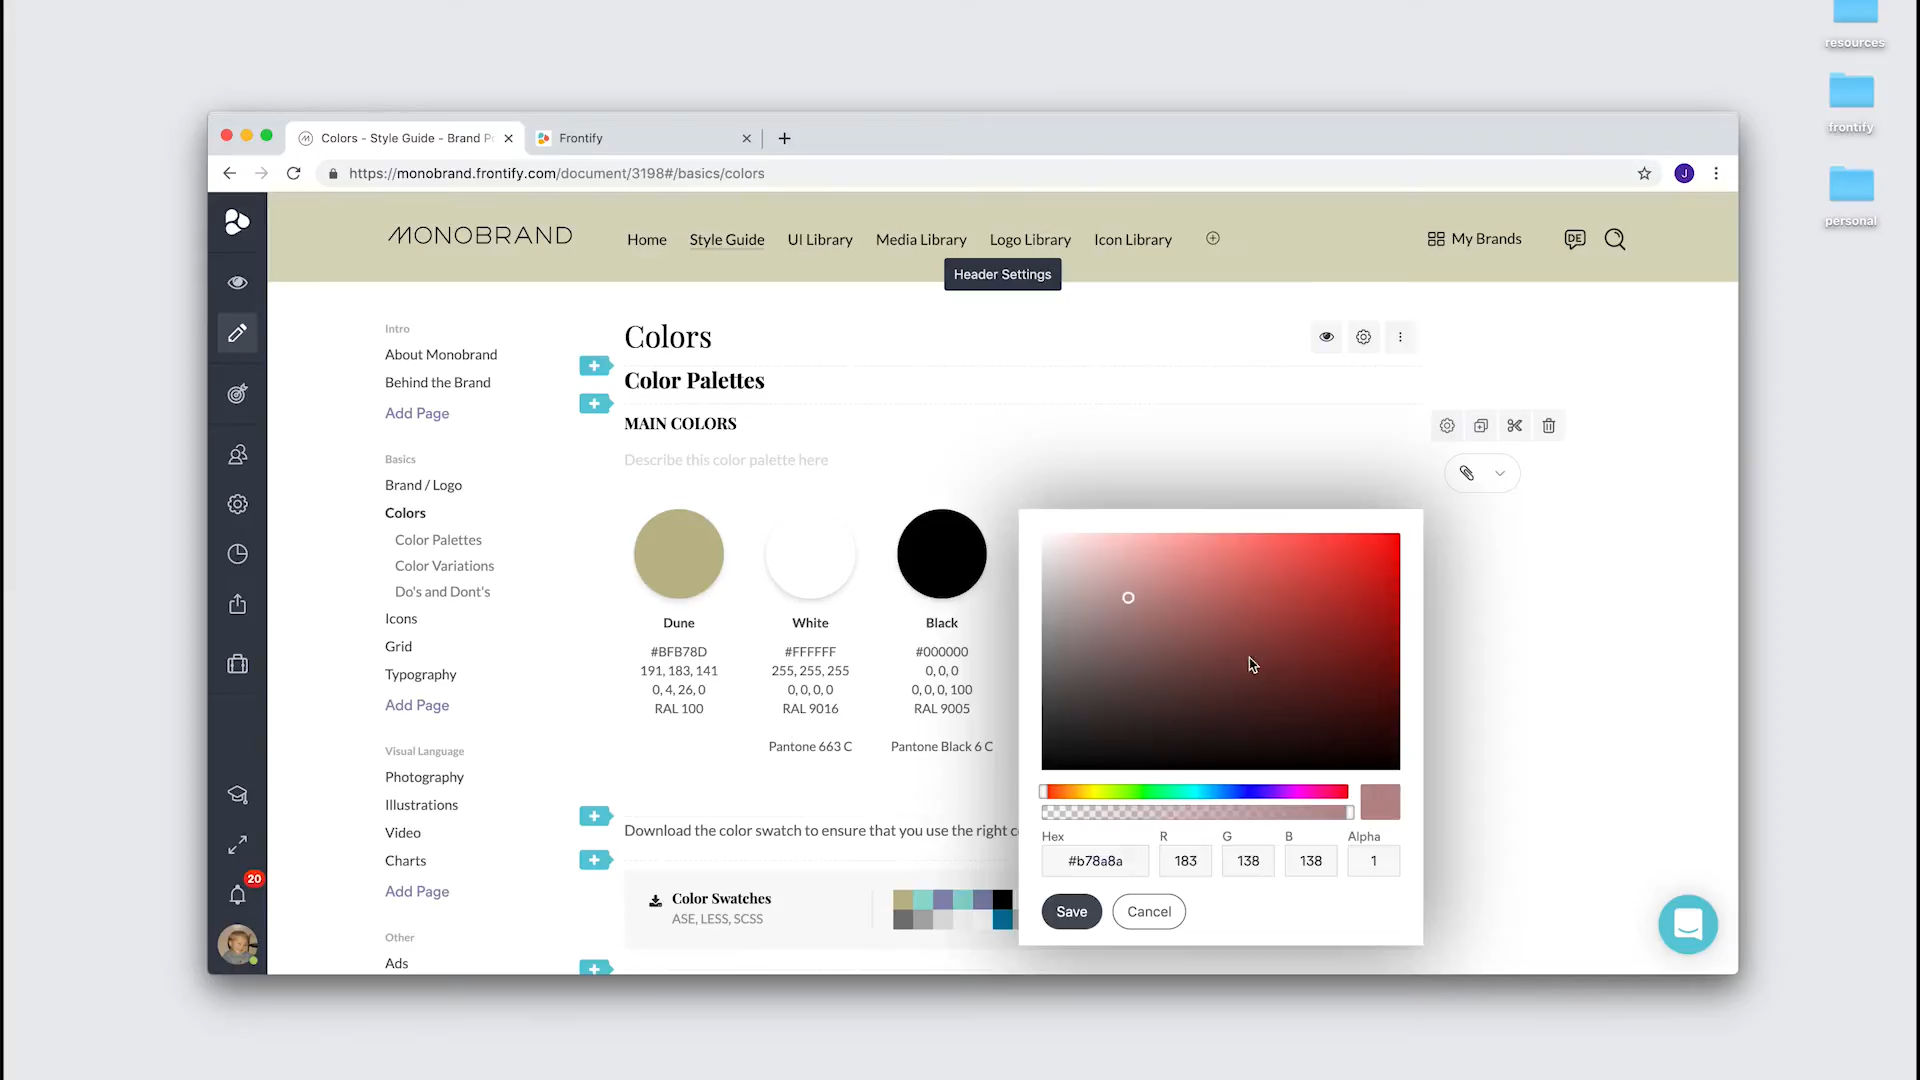 resources
frontify
personal
Colors - Style Guide - Brand Po
Frontify
https://monobrand.frontify.com/document/3198#/basics/colors
J
MONOBRAND
Home
Style Guide
UI Library
Media Library
Logo Library
Icon Library
My Brands
DE
Header Settings
Intro
About Monobrand
Behind the Brand
Add Page
Basics
Brand / Logo
Colors
Color Palettes
Color Variations
Do's and Dont's
Icons
Grid
Typography
Add Page
Visual Language
Photography
Illustrations
Video
Charts
Add Page
Other
Ads
20
Colors
Color Palettes
MAIN COLORS
Describe this color palette here
Dune
#BFB78D
191, 183, 141
0, 4, 26, 0
RAL 100
White
#FFFFFF
255, 255, 255
0, 0, 0, 0
RAL 9016
Pantone 663 C
Black
#000000
0, 0, 0
0, 0, 0, 100
RAL 9005
Pantone Black 6 C
Download the color swatch to ensure that you use the right c
Color Swatches
ASE, LESS, SCSS
Hex
R
G
B
Alpha
#b78a8a
183
138
138
1
Save
Cancel